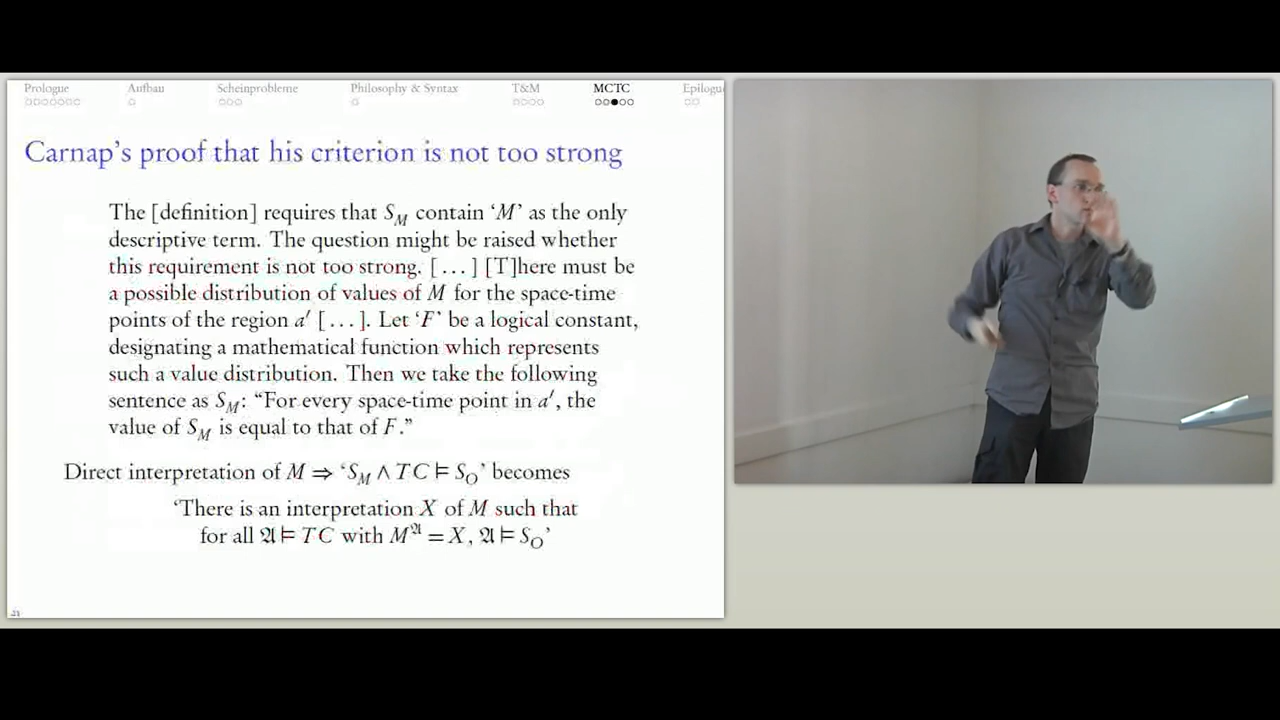 Prologue Aufbau Scheinprobleme Philosophy & Syntax T&M MCTC Epilogu
Carnap's proof that his criterion is not too strong
The [definition] requires that S_M contain ‘M’ as the only
descriptive term. The question might be raised whether
this requirement is not too strong. [...] [T]here must be
a possible distribution of values of M for the space-time
points of the region a′ [...]. Let ‘F’ be a logical constant,
designating a mathematical function which represents
such a value distribution. Then we take the following
sentence as S_M: “For every space-time point in a′, the
value of S_M is equal to that of F.”
Direct interpretation of M ⇒ ‘S_M ∧ TC ⊨ S_O’ becomes
‘There is an interpretation X of M such that
for all 𝔄 ⊨ TC with M^𝔄 = X, 𝔄 ⊨ S_O’